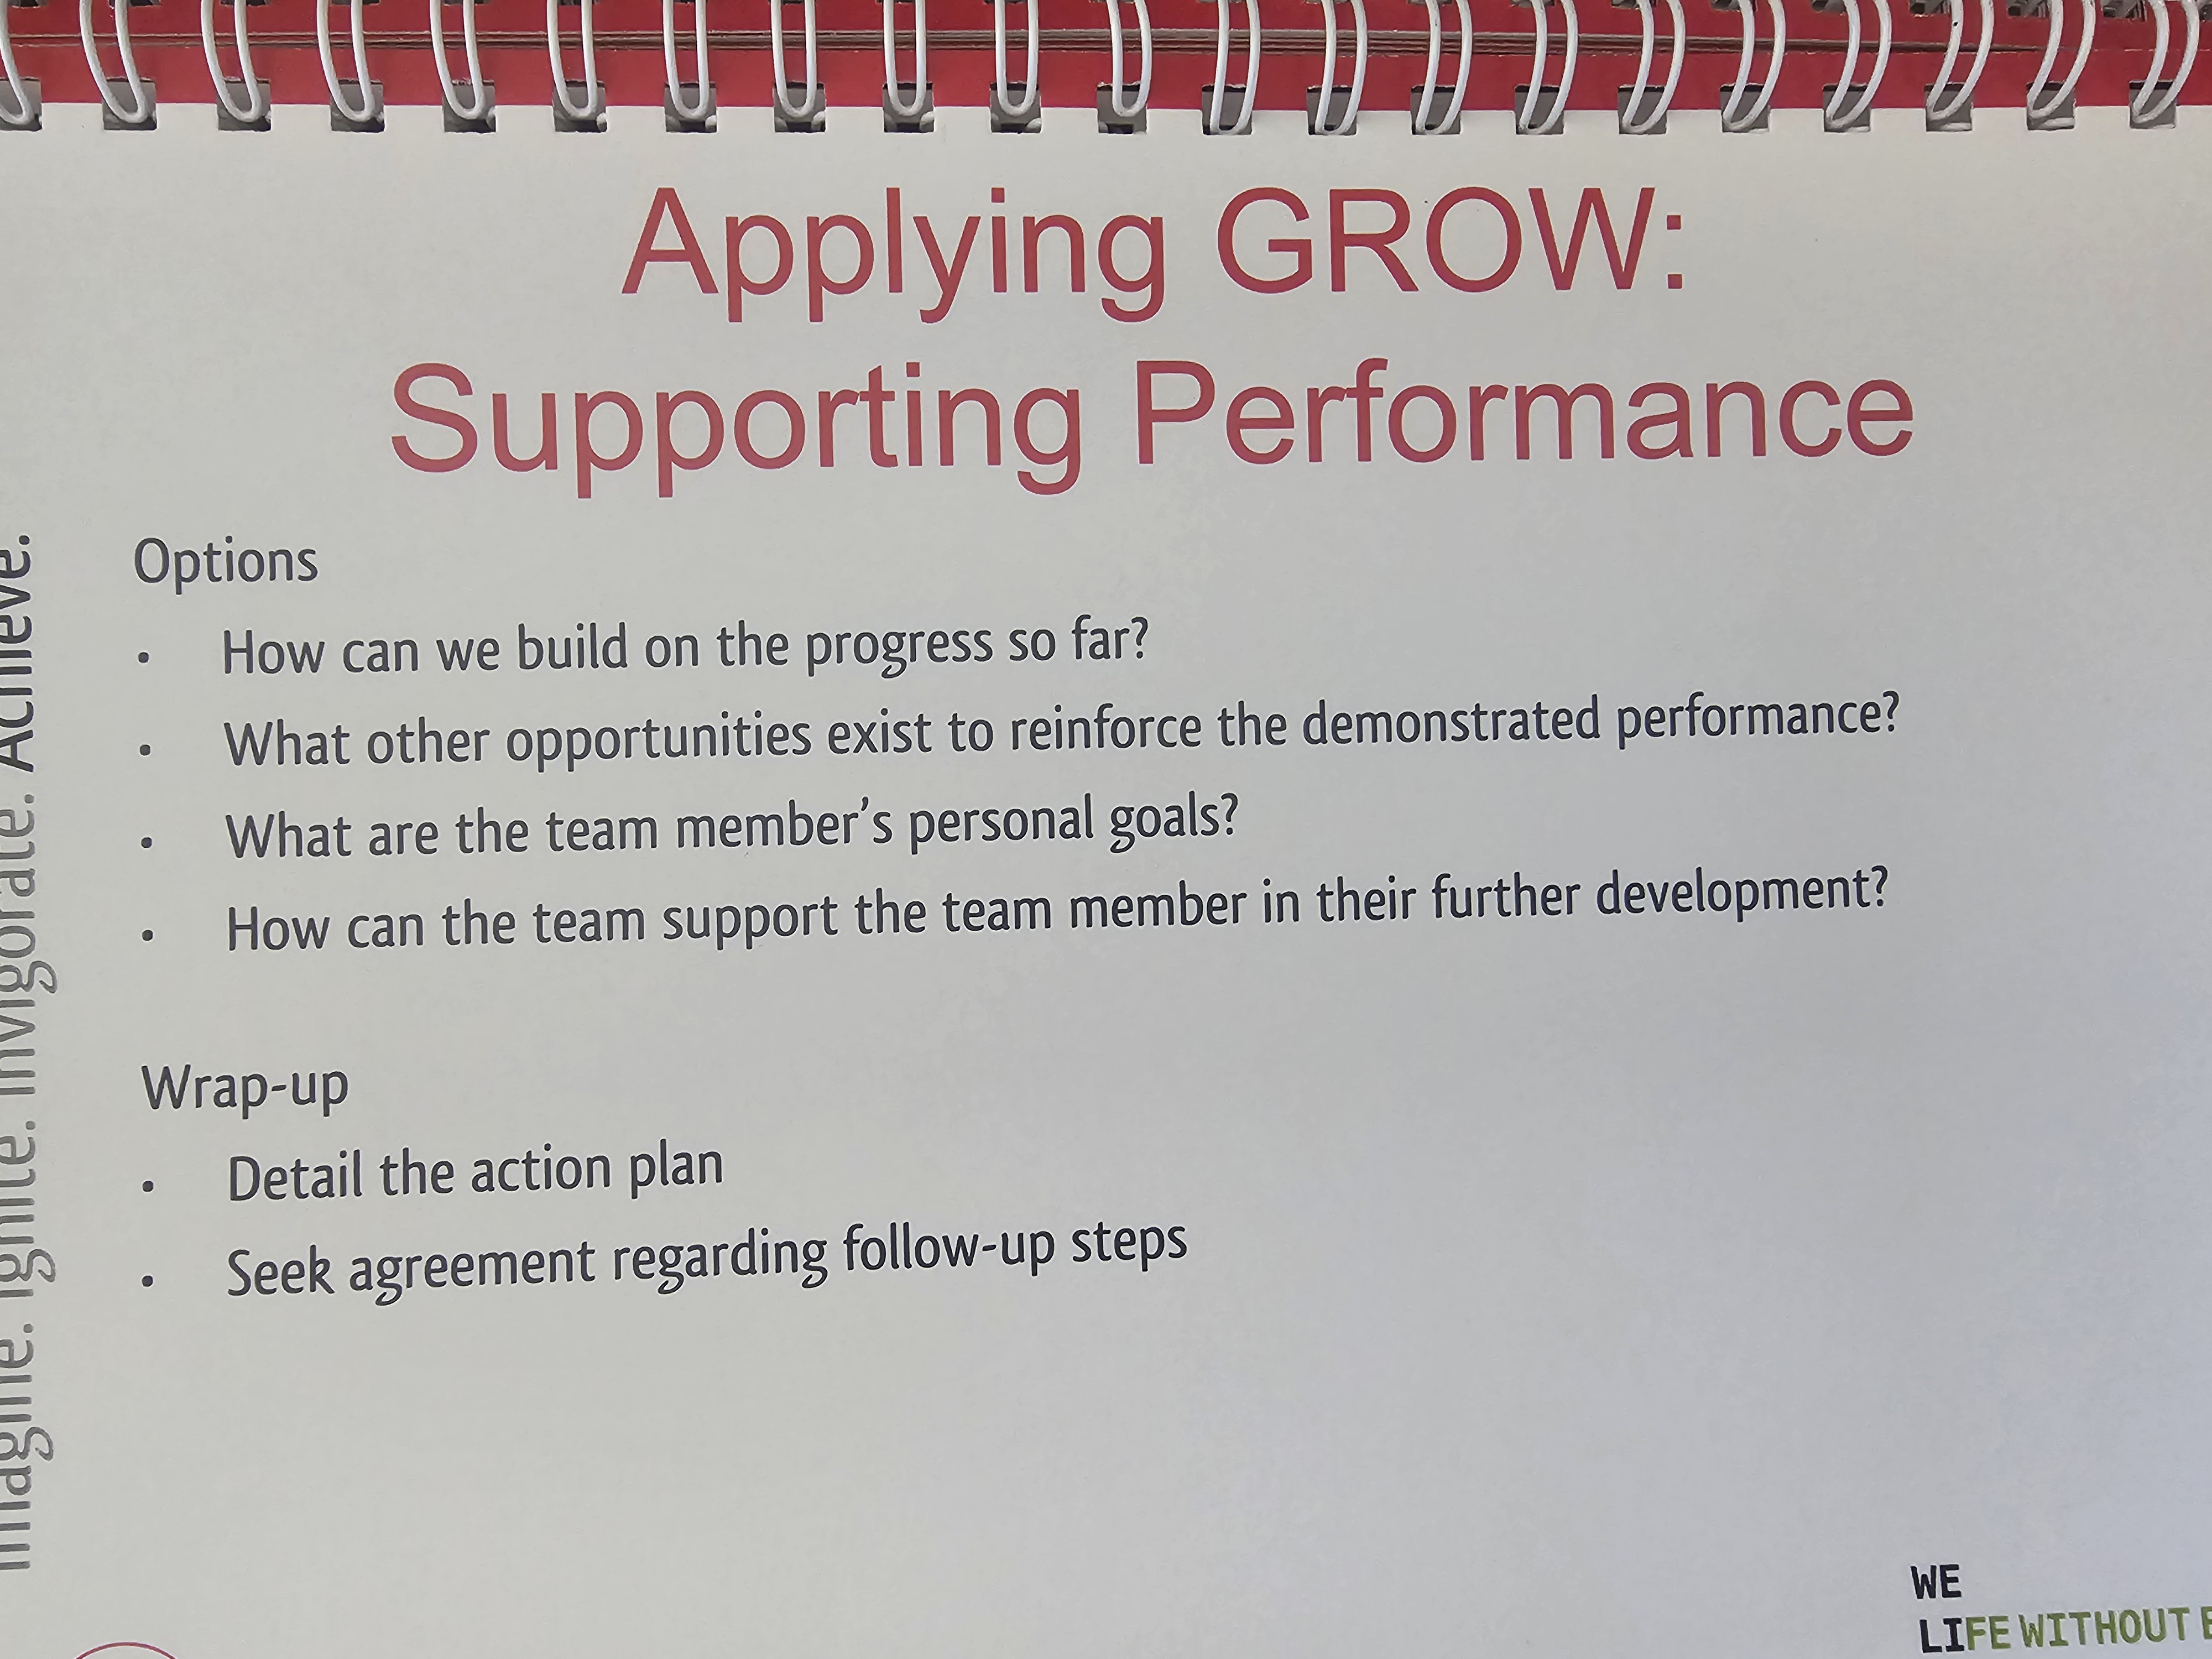 Applying GROW:
Supporting Performance
Options
• How can we build on the progress so far?
• What other opportunities exist to reinforce the demonstrated performance?
• What are the team member's personal goals?
• How can the team support the team member in their further development?
Wrap-up
• Detail the action plan
• Seek agreement regarding follow-up steps
Imagine. Ignite. Invigorate. Achieve.
WE
LIFE WITHOUT